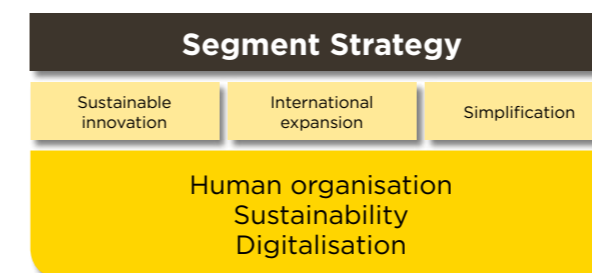 Segment Strategy
Sustainable
innovation
International
expansion
Simplification
Human organisation
Sustainability
Digitalisation